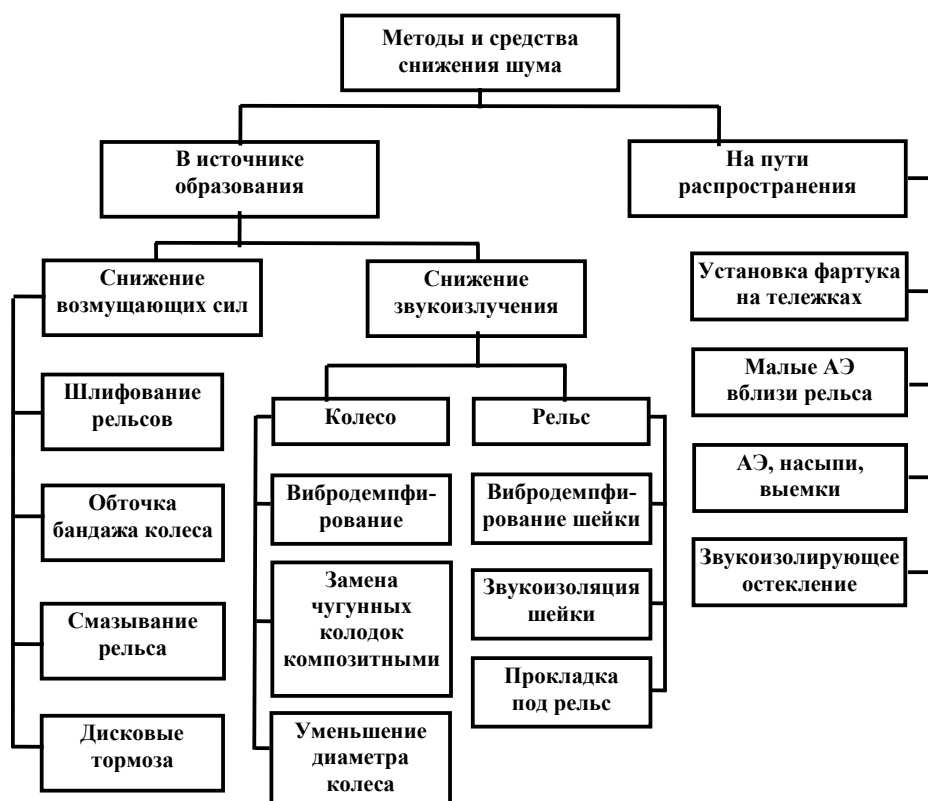 Методы и средства
снижения шума
В источнике
образования
На пути
распространения
Снижение
возмущающих сил
Снижение
звукоизлучения
Установка фартука
на тележках
Шлифование
рельсов
Колесо
Рельс
Малые АЭ
вблизи рельса
Обточка
бандажа колеса
Вибродемпфи-
рование
Вибродемпфи-
рование шейки
АЭ, насыпи,
выемки
Смазывание
рельса
Замена
чугунных
колодок
композитными
Звукоизоляция
шейки
Звукоизолирующее
остекление
Дисковые
тормоза
Уменьшение
диаметра
колеса
Прокладка
под рельс